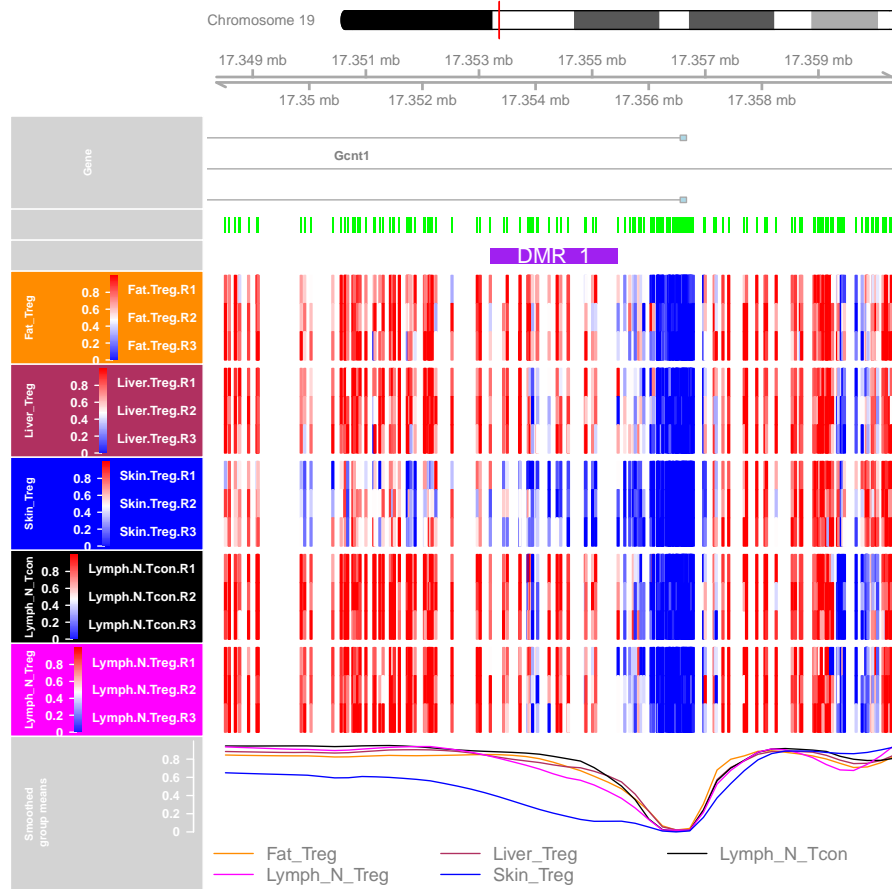 Chromosome 19
17.349 mb 17.351 mb 17.353 mb 17.355 mb 17.357 mb 17.359 mb
17.35 mb 17.352 mb 17.354 mb 17.356 mb 17.358 mb
Gene
Gcnt1
DMR_1
Fat_Treg
0.8
0.6
0.4
0.2
0
Fat.Treg.R1
Fat.Treg.R2
Fat.Treg.R3
Liver_Treg
0.8
0.6
0.4
0.2
0
Liver.Treg.R1
Liver.Treg.R2
Liver.Treg.R3
Skin_Treg
0.8
0.6
0.4
0.2
0
Skin.Treg.R1
Skin.Treg.R2
Skin.Treg.R3
Lymph_N_Tcon
0.8
0.6
0.4
0.2
0
Lymph.N.Tcon.R1
Lymph.N.Tcon.R2
Lymph.N.Tcon.R3
Lymph_N_Treg
0.8
0.6
0.4
0.2
0
Lymph.N.Treg.R1
Lymph.N.Treg.R2
Lymph.N.Treg.R3
Smoothed
group means
0.8
0.6
0.4
0.2
0
Fat_Treg Liver_Treg Lymph_N_Tcon
Lymph_N_Treg Skin_Treg